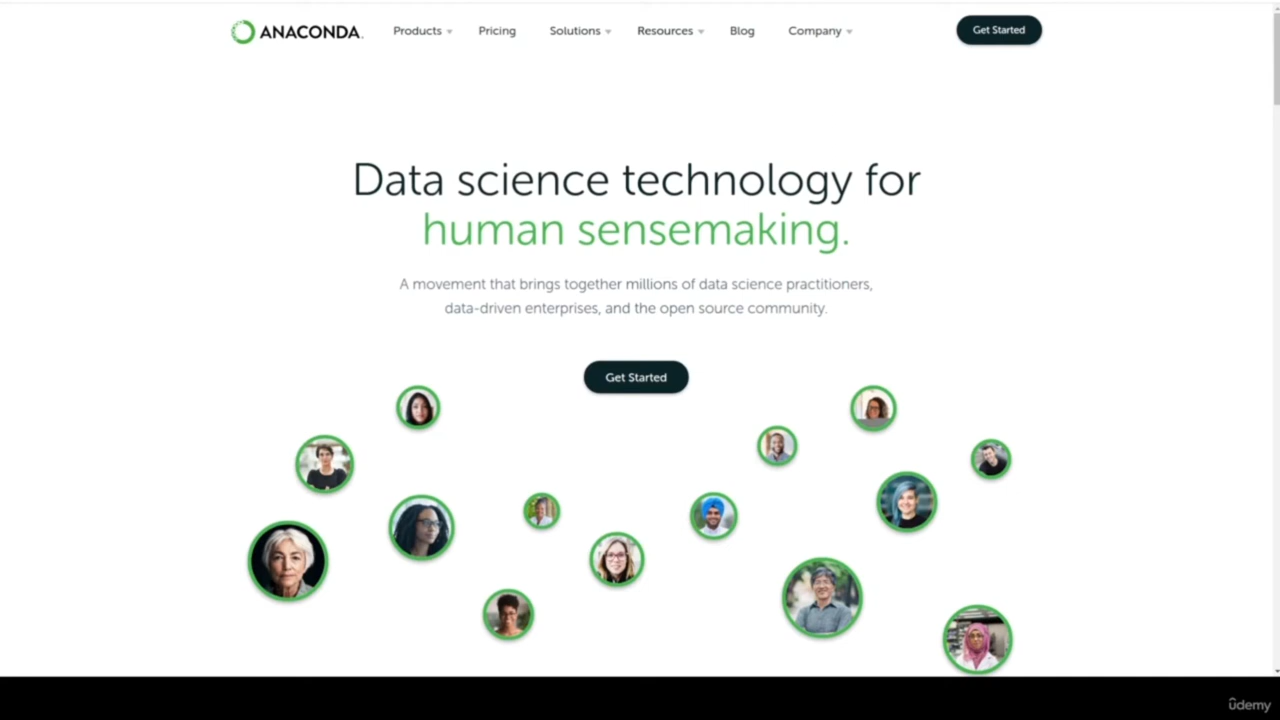 ANACONDA.
Products
Pricing
Solutions
Resources
Blog
Company
Get Started
Data science technology for
human sensemaking.
A movement that brings together millions of data science practitioners,
data-driven enterprises, and the open source community.
Get Started
ûdemy